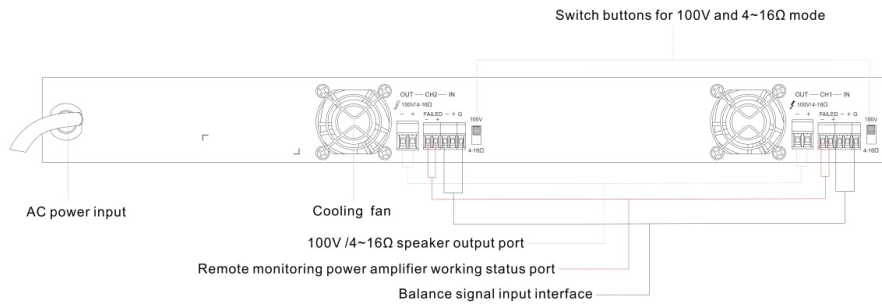 Switch buttons for 100V and 4~16Ω mode
OUT — CH2 — IN
100V/4-16Ω
− + FAILED − + G
− +
100V
4-16Ω
OUT — CH1 — IN
100V/4-16Ω
− + FAILED − + G
− +
100V
4-16Ω
AC power input
Cooling fan
100V /4~16Ω speaker output port
Remote monitoring power amplifier working status port
Balance signal input interface